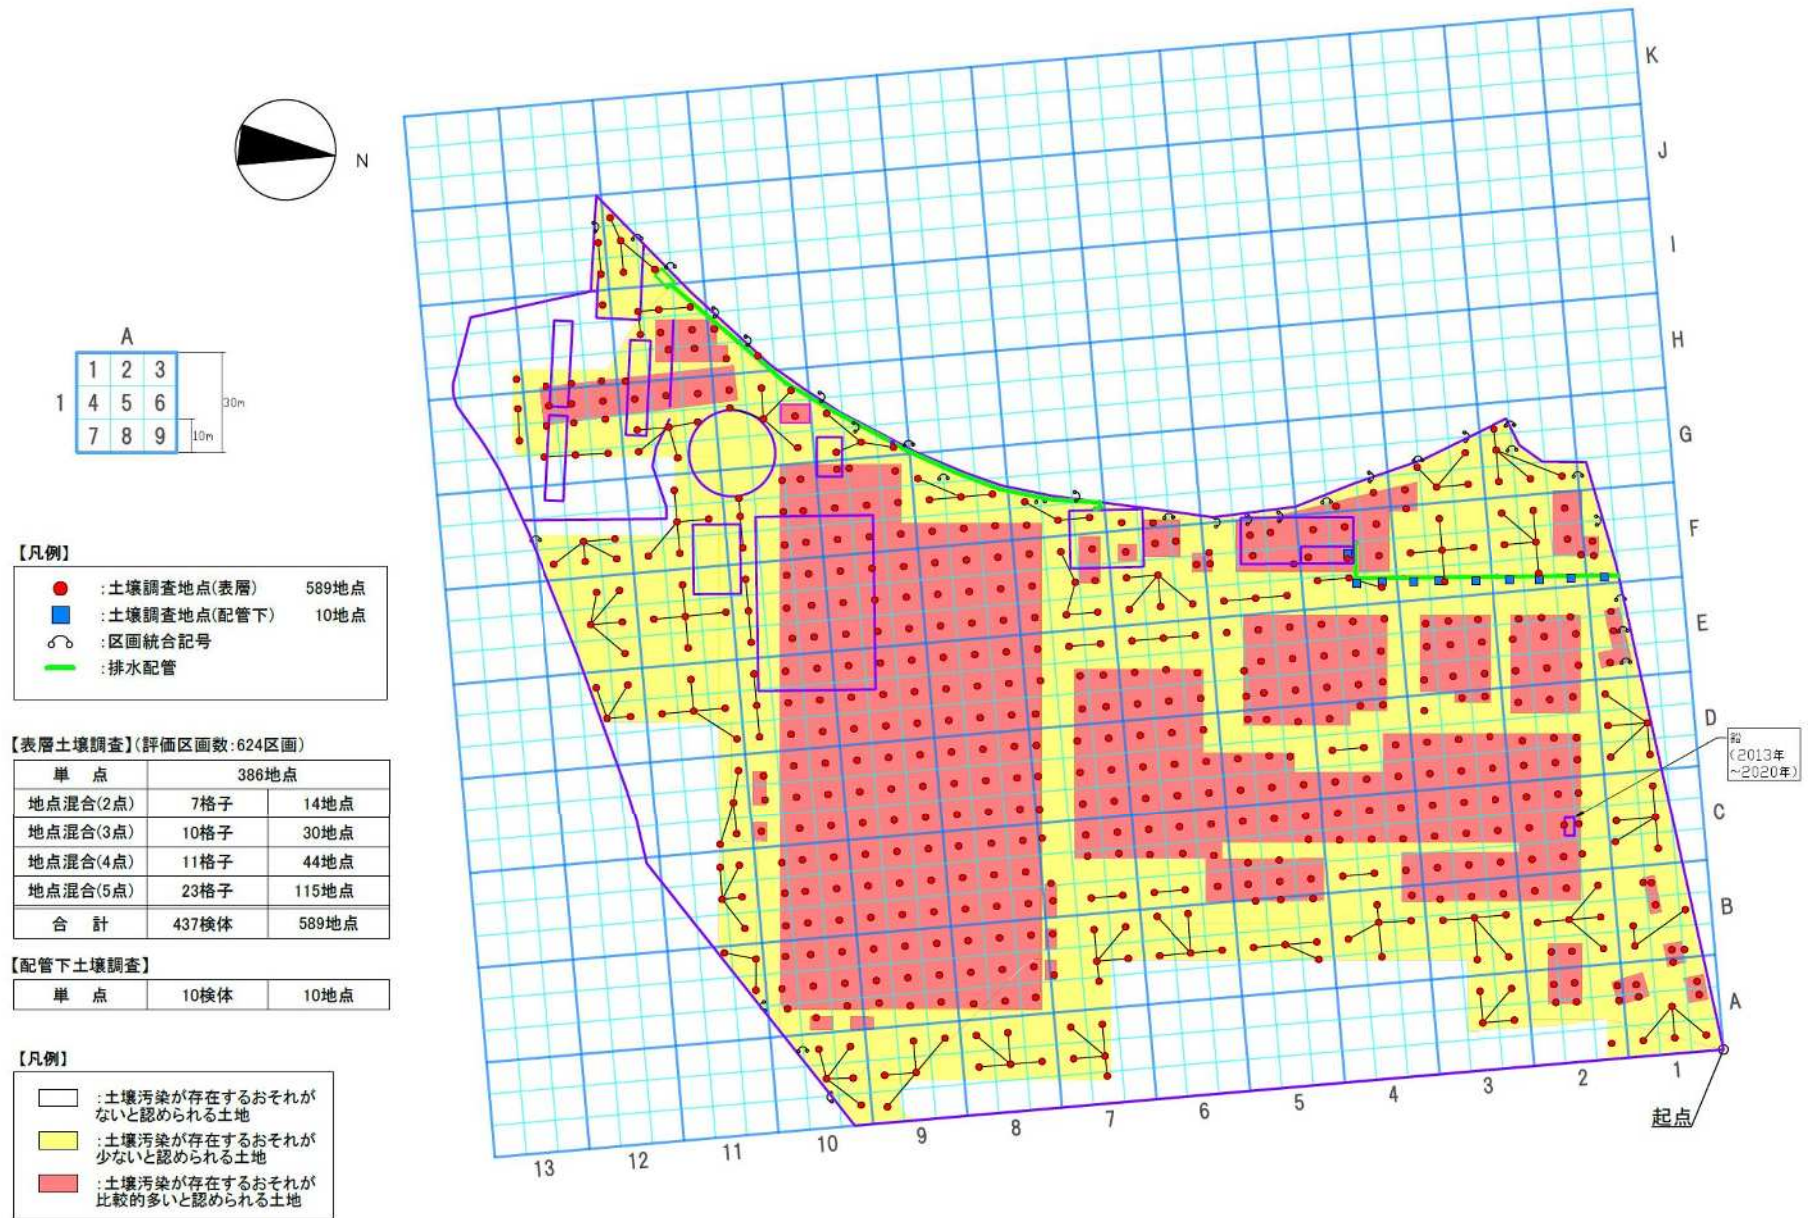 N
A
1 2 3
1 4 5 6
7 8 9
30m
10m
【凡例】
:土壌調査地点(表層) 589地点
:土壌調査地点(配管下) 10地点
:区画統合記号
:排水配管
【表層土壌調査】(評価区画数:624区画)
単 点 386地点
地点混合(2点) 7格子 14地点
地点混合(3点) 10格子 30地点
地点混合(4点) 11格子 44地点
地点混合(5点) 23格子 115地点
合 計 437検体 589地点
【配管下土壌調査】
単 点 10検体 10地点
【凡例】
:土壌汚染が存在するおそれが
ないと認められる土地
:土壌汚染が存在するおそれが
少ないと認められる土地
:土壌汚染が存在するおそれが
比較的多いと認められる土地
K
J
I
H
G
F
E
D
C
B
A
鉛
(2013年
~2020年)
13 12 11 10 9 8 7 6 5 4 3 2 1
起点